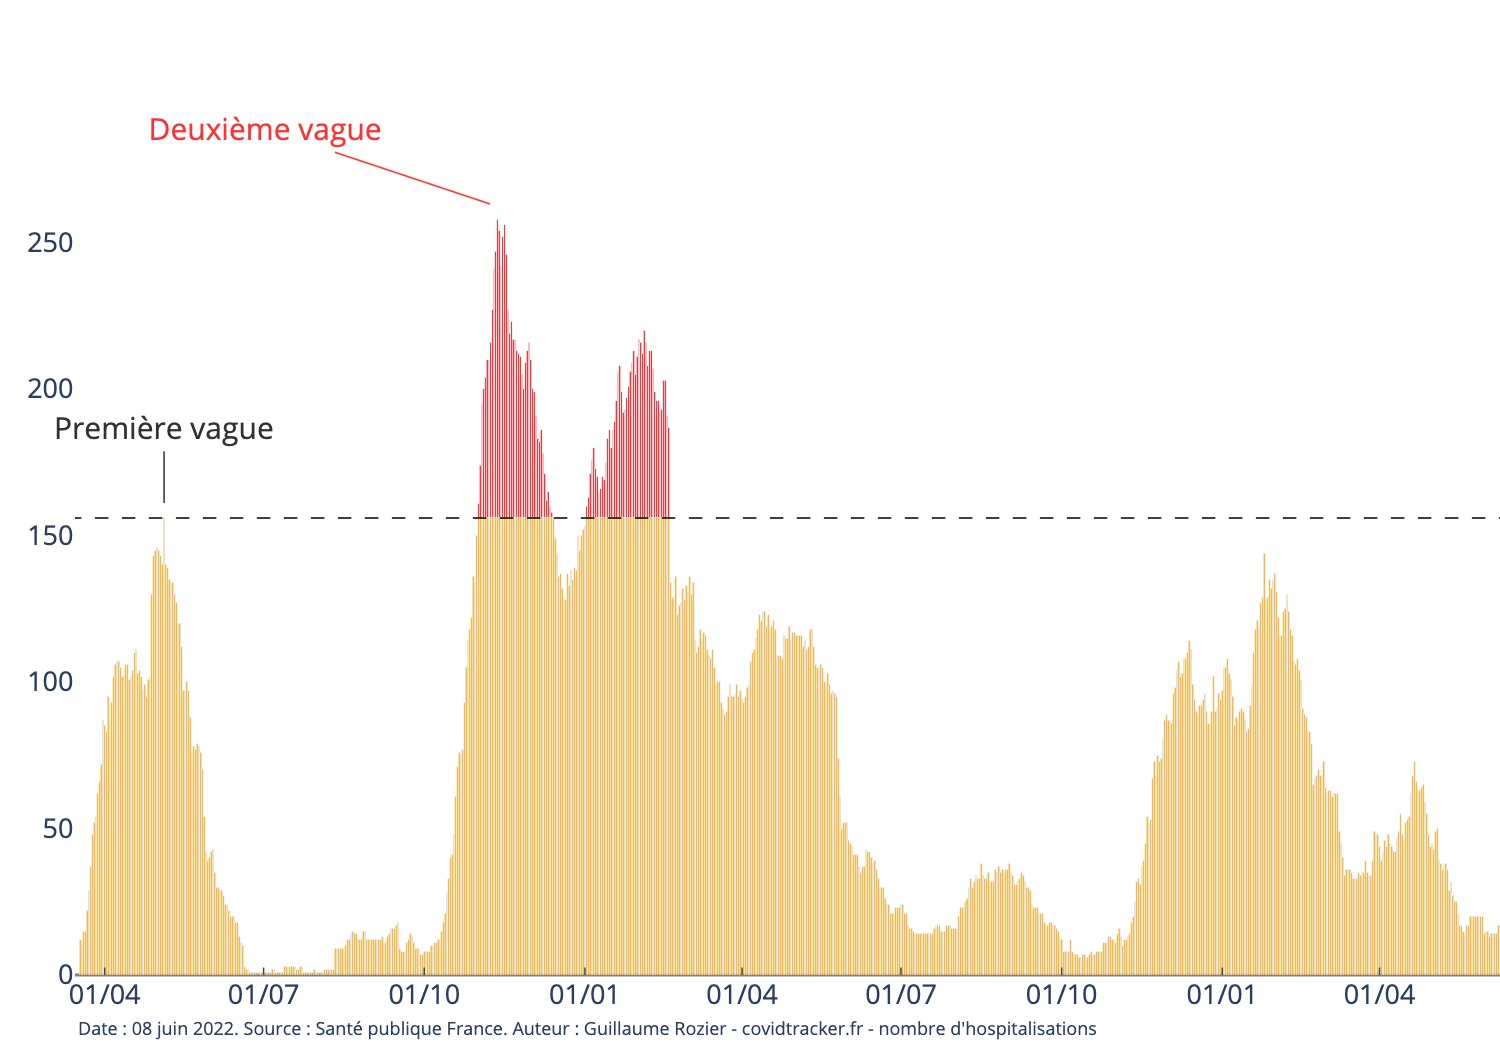 Deuxième vague
250
200
Première vague
150
100
50
0
01/04 01/07 01/10 01/01 01/04 01/07 01/10 01/01 01/04
Date : 08 juin 2022. Source : Santé publique France. Auteur : Guillaume Rozier - covidtracker.fr - nombre d'hospitalisations